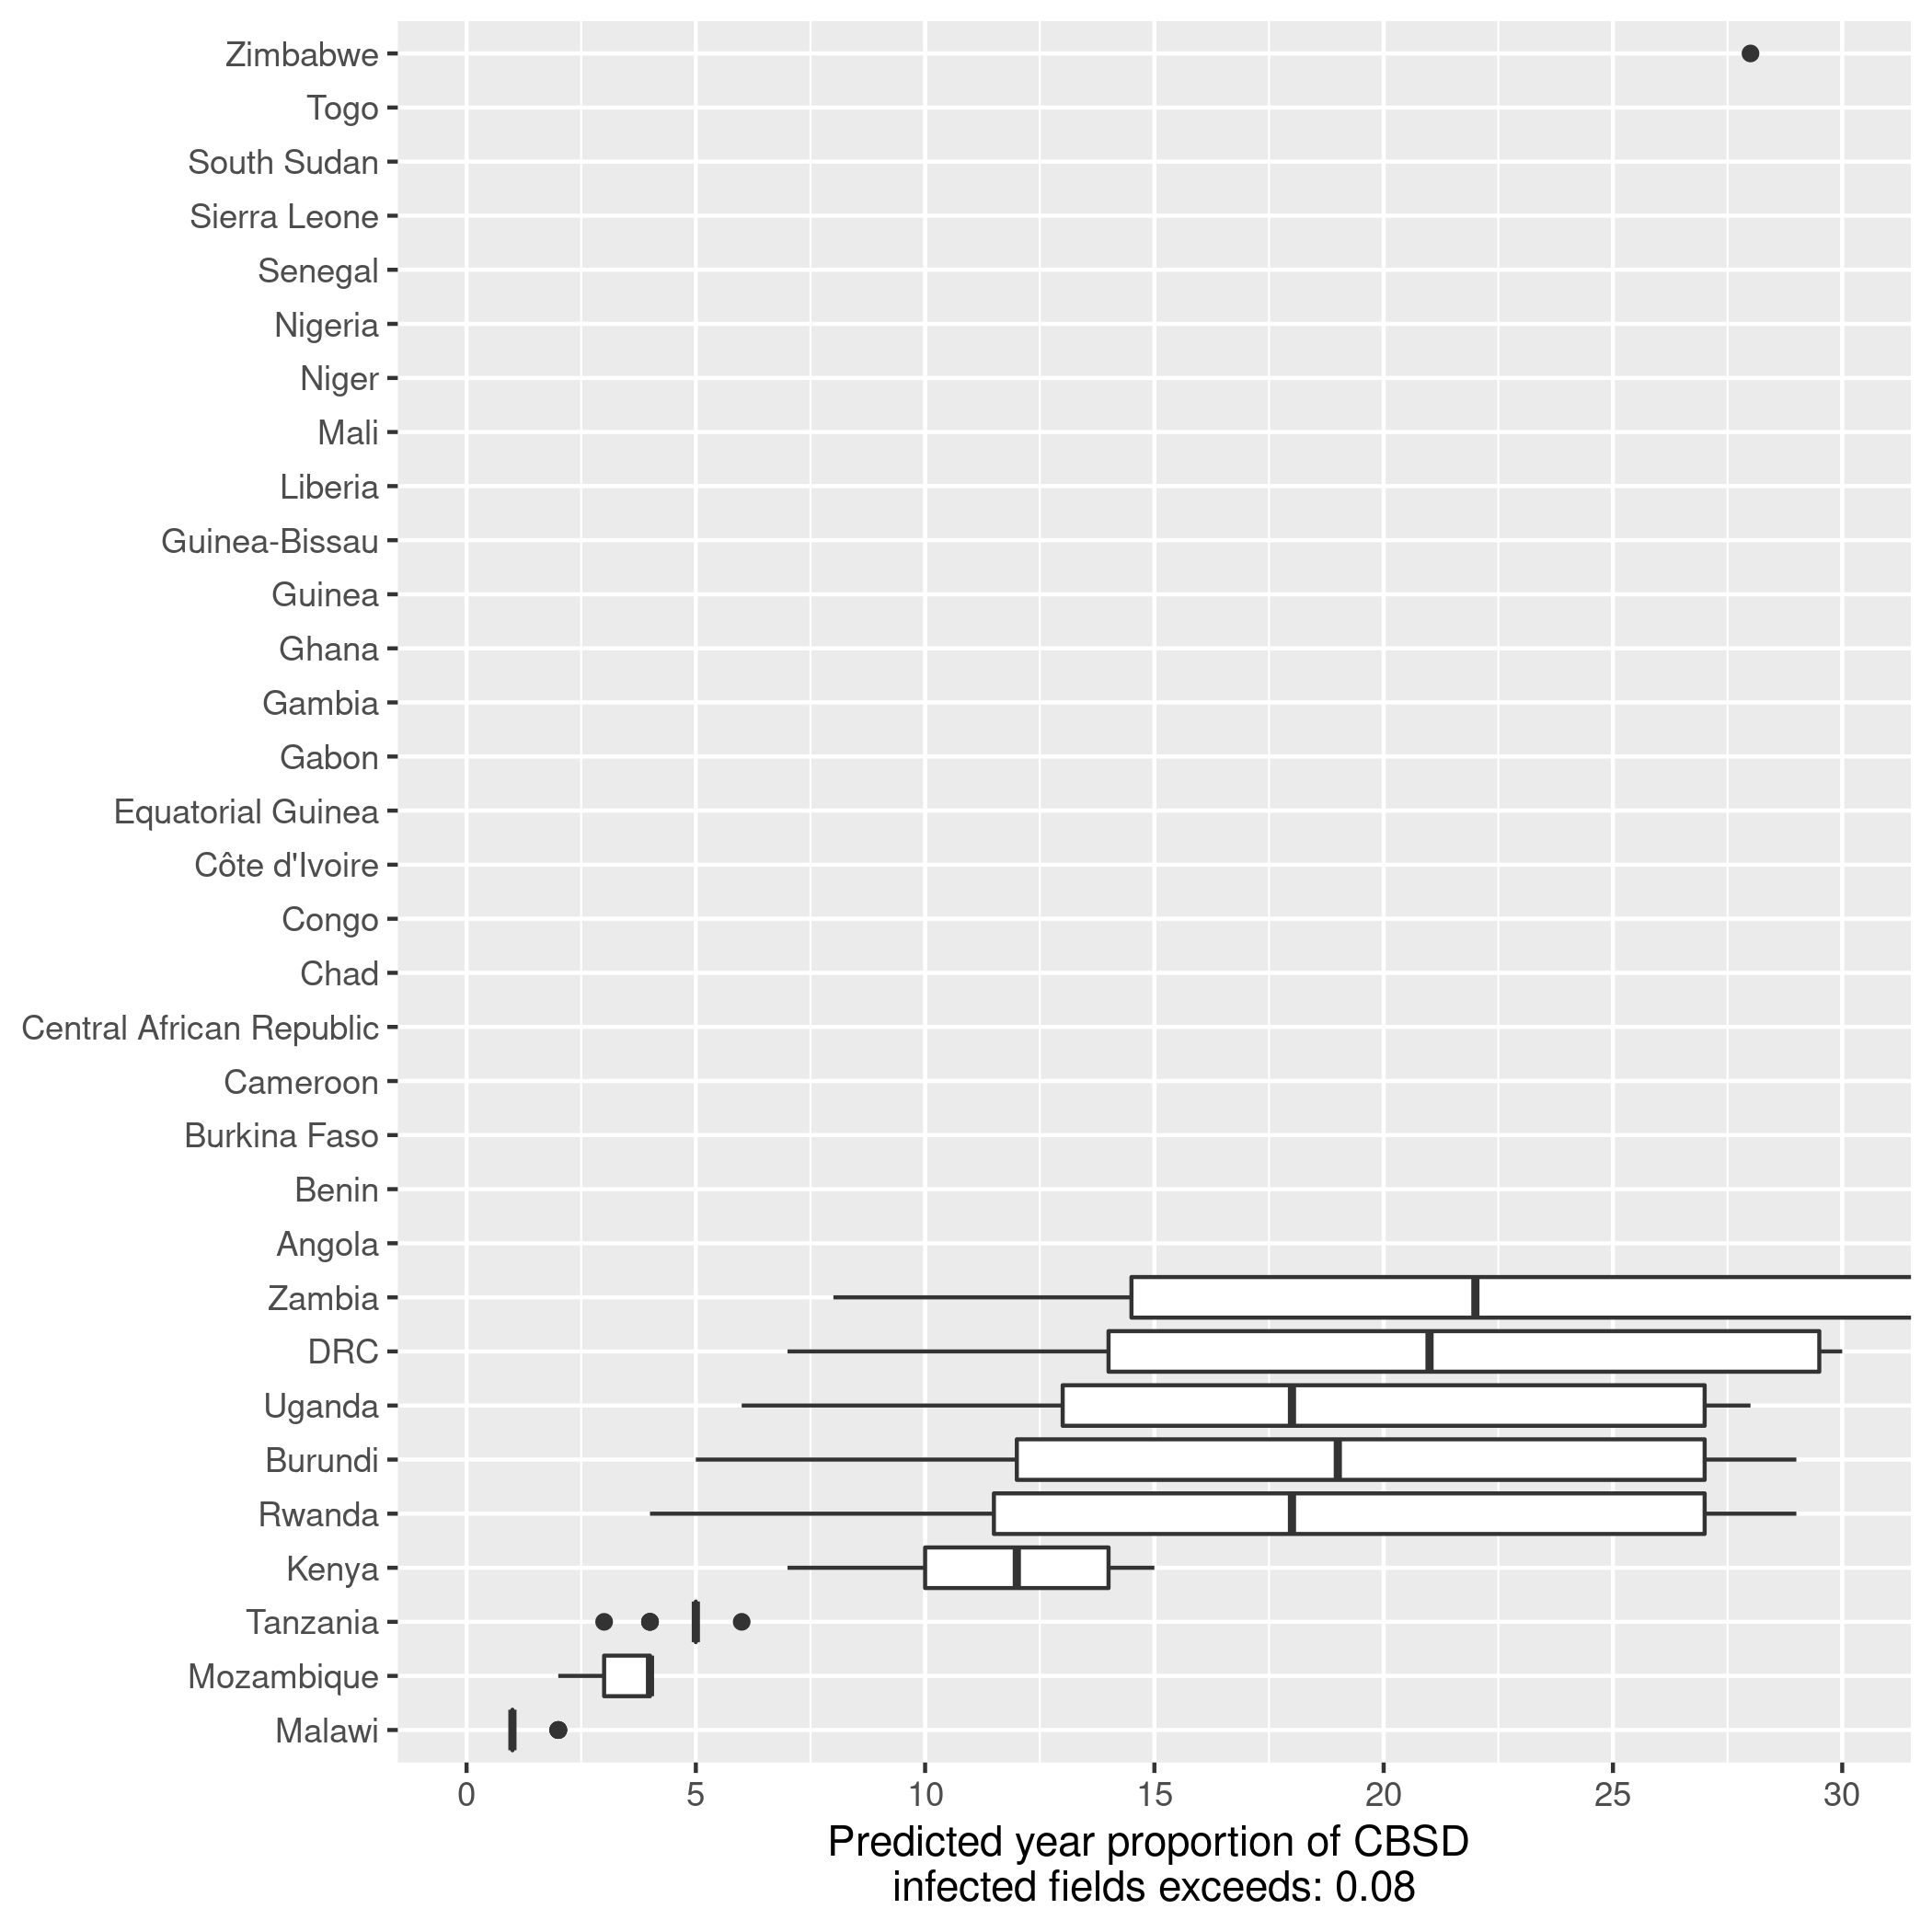 Zimbabwe
Togo
South Sudan
Sierra Leone
Senegal
Nigeria
Niger
Mali
Liberia
Guinea-Bissau
Guinea
Ghana
Gambia
Gabon
Equatorial Guinea
Côte d'Ivoire
Congo
Chad
Central African Republic
Cameroon
Burkina Faso
Benin
Angola
Zambia
DRC
Uganda
Burundi
Rwanda
Kenya
Tanzania
Mozambique
Malawi
0 5 10 15 20 25 30
Predicted year proportion of CBSD
infected fields exceeds: 0.08